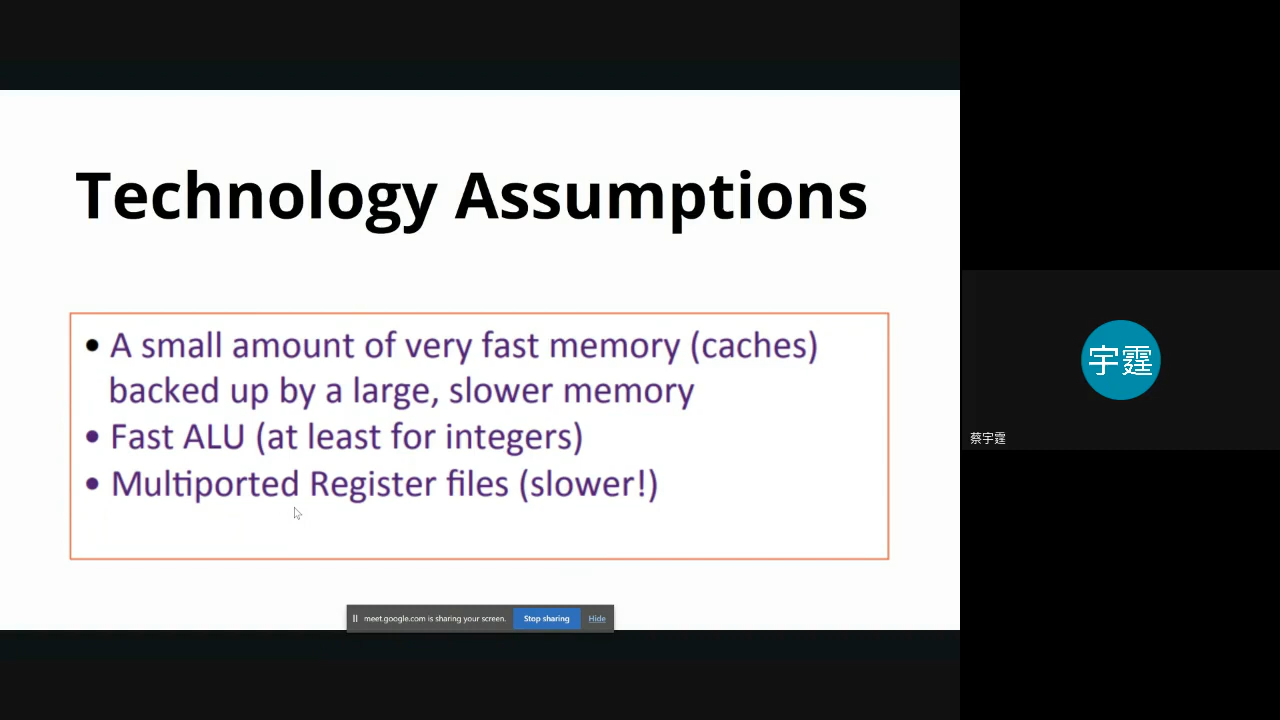 Technology Assumptions
• A small amount of very fast memory (caches)
backed up by a large, slower memory
• Fast ALU (at least for integers)
• Multiported Register files (slower!)
meet.google.com is sharing your screen.
Stop sharing
Hide
宇霆
蔡宇霆